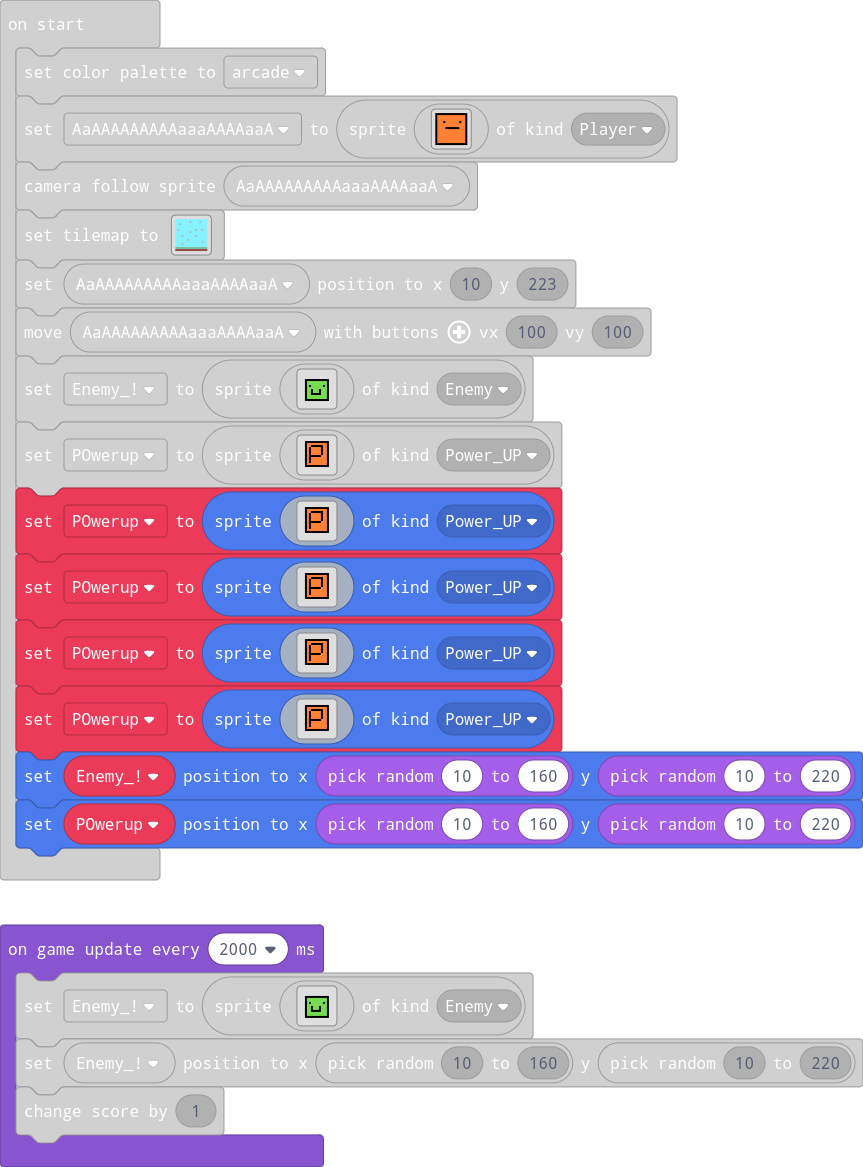 on start
set color palette to arcade
set AaAAAAAAAAAaaaAAAAaaA to sprite of kind Player
camera follow sprite AaAAAAAAAAAaaaAAAAaaA
set tilemap to
set AaAAAAAAAAAaaaAAAAaaA position to x 10 y 223
move AaAAAAAAAAAaaaAAAAaaA with buttons vx 100 vy 100
set Enemy_! to sprite of kind Enemy
set POwerup to sprite P of kind Power_UP
set POwerup to sprite P of kind Power_UP
set POwerup to sprite P of kind Power_UP
set POwerup to sprite P of kind Power_UP
set POwerup to sprite P of kind Power_UP
set Enemy_! position to x pick random 10 to 160 y pick random 10 to 220
set POwerup position to x pick random 10 to 160 y pick random 10 to 220
on game update every 2000 ms
set Enemy_! to sprite of kind Enemy
set Enemy_! position to x pick random 10 to 160 y pick random 10 to 220
change score by 1